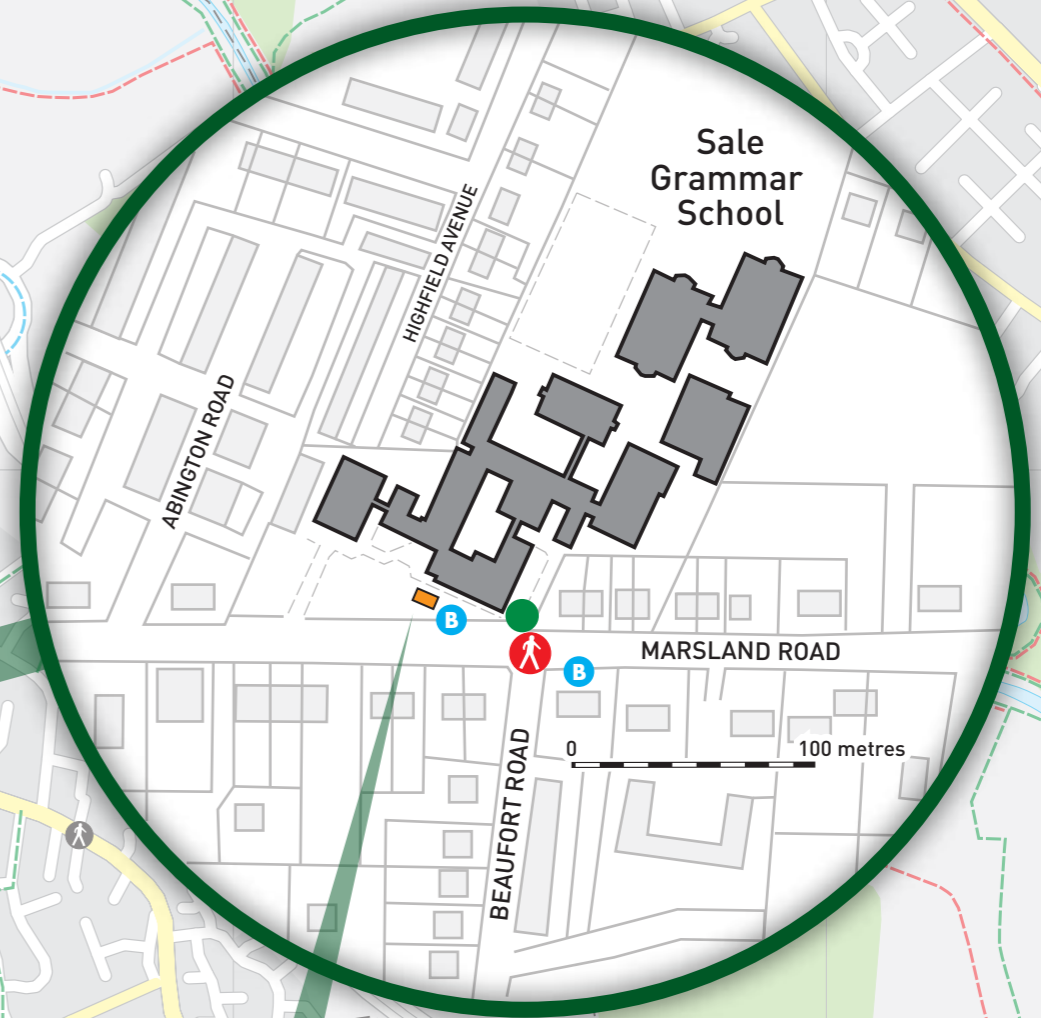 Sale
Grammar
School
HIGHFIELD AVENUE
ABINGTON ROAD
B
MARSLAND ROAD
B
0 100 metres
BEAUFORT ROAD